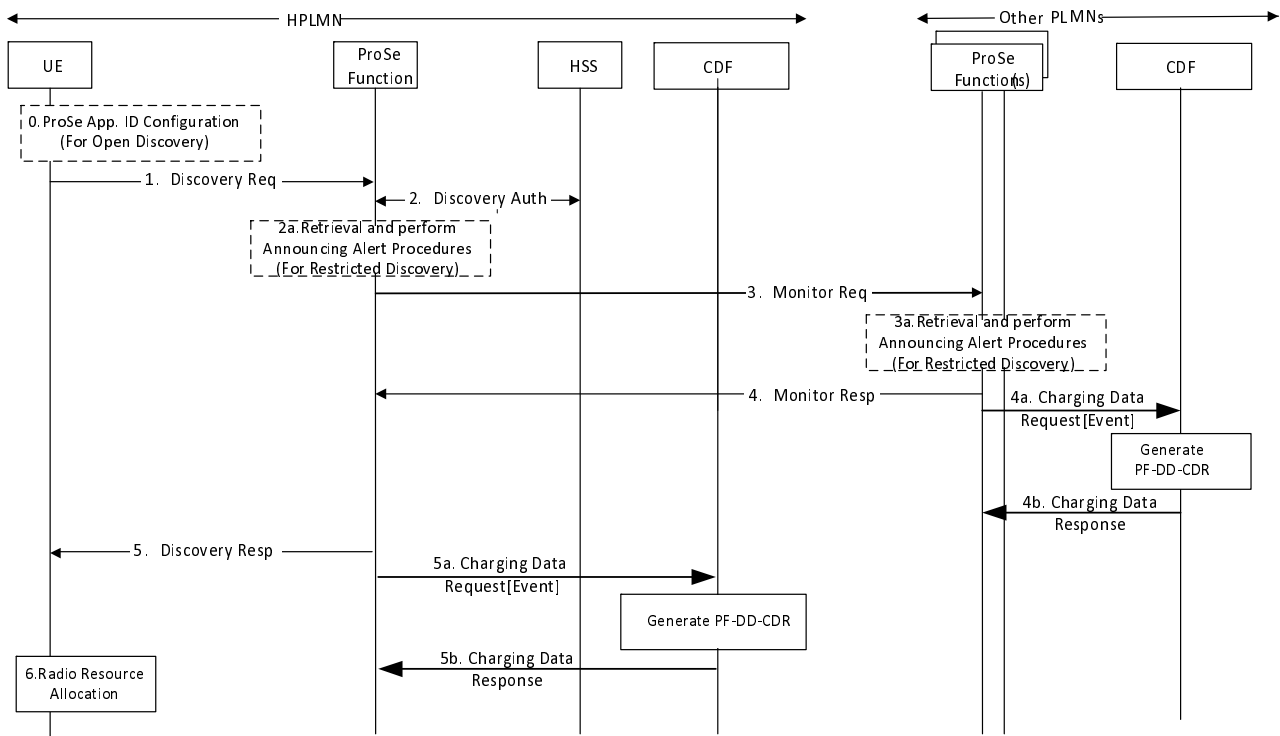 HPLMN
Other PLMNs
UE
ProSe
Function
HSS
CDF
ProSe
Function(s)
CDF
0.ProSe App. ID Configuration
(For Open Discovery)
1. Discovery Req
2. Discovery Auth
2a.Retrieval and perform
Announcing Alert Procedures
(For Restricted Discovery)
3. Monitor Req
3a.Retrieval and perform
Announcing Alert Procedures
(For Restricted Discovery)
4. Monitor Resp
4a. Charging Data
Request[Event]
Generate
PF-DD-CDR
4b. Charging Data
Response
5. Discovery Resp
5a. Charging Data
Request[Event]
Generate PF-DD-CDR
5b. Charging Data
Response
6.Radio Resource
Allocation